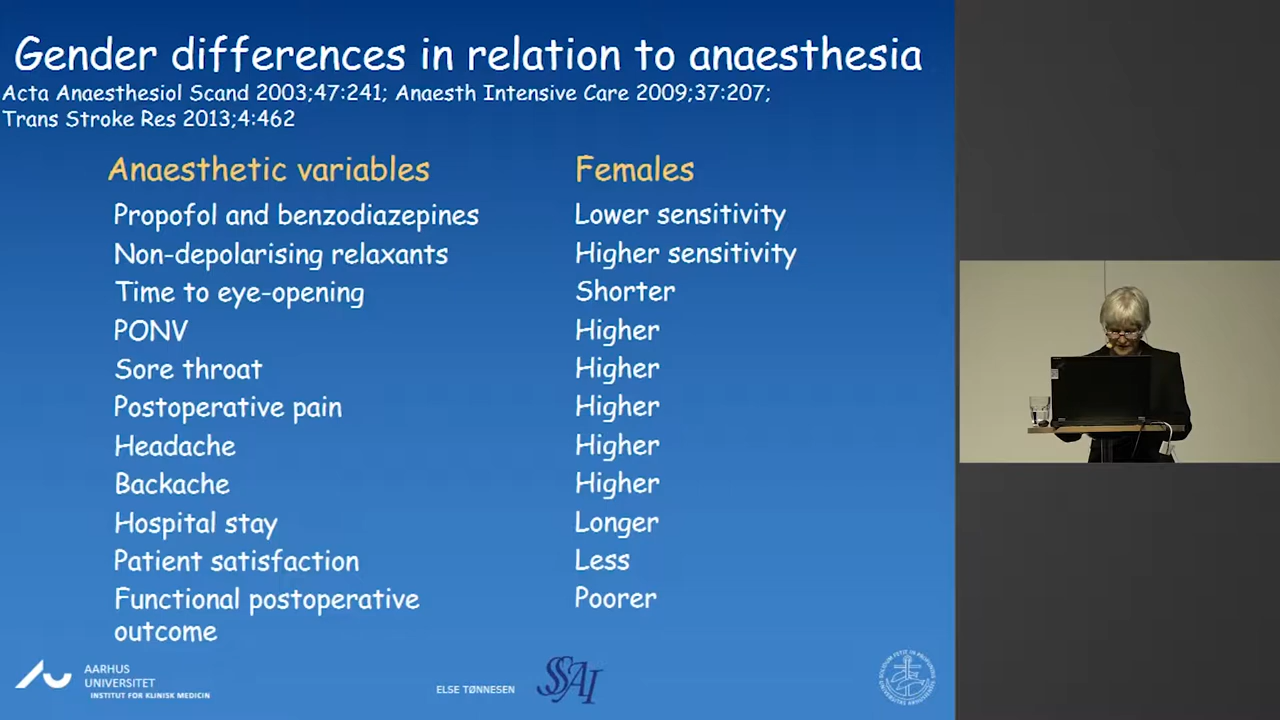 Gender differences in relation to anaesthesia
Acta Anaesthesiol Scand 2003;47:241; Anaesth Intensive Care 2009;37:207;
Trans Stroke Res 2013;4:462
Anaesthetic variables Females
Propofol and benzodiazepines Lower sensitivity
Non-depolarising relaxants Higher sensitivity
Time to eye-opening Shorter
PONV Higher
Sore throat Higher
Postoperative pain Higher
Headache Higher
Backache Higher
Hospital stay Longer
Patient satisfaction Less
Functional postoperative Poorer
outcome
AARHUS
UNIVERSITET
INSTITUT FOR KLINISK MEDICIN
ELSE TØNNESEN
SSAI